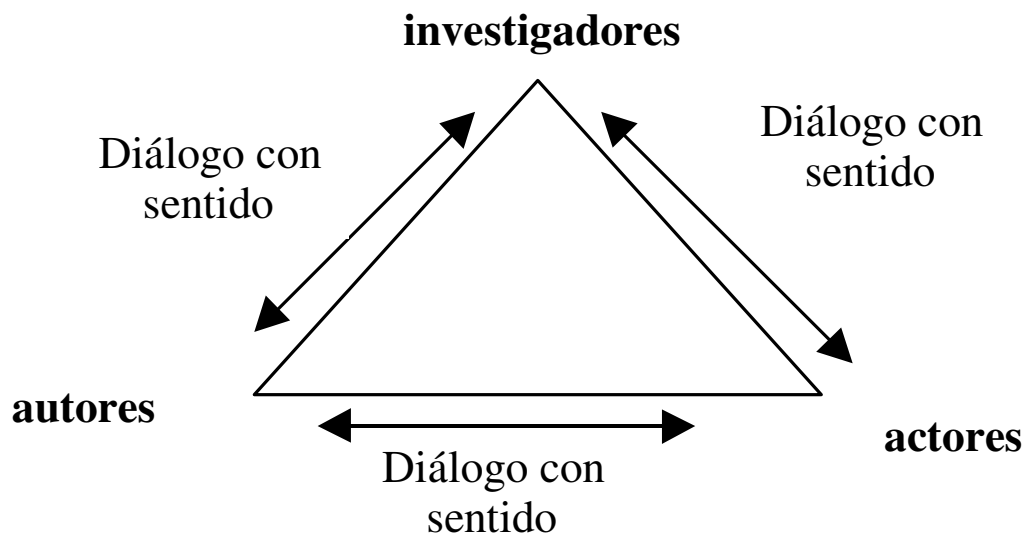 investigadores
Diálogo con
sentido
Diálogo con
sentido
autores
actores
Diálogo con
sentido